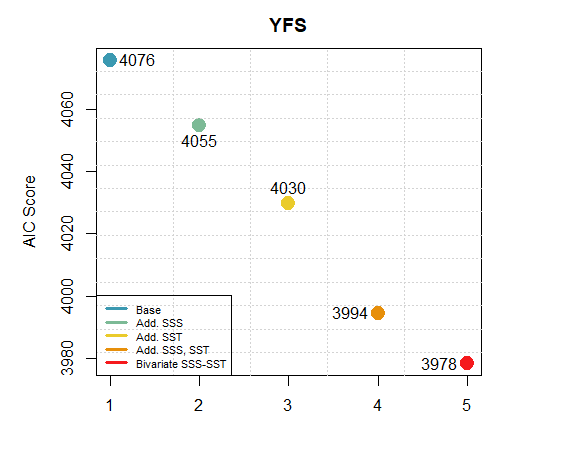 YFS
AIC Score
4060
4040
4020
4000
3980
4076
4055
4030
3994
3978
Base
Add. SSS
Add. SST
Add. SSS, SST
Bivariate SSS-SST
1 2 3 4 5